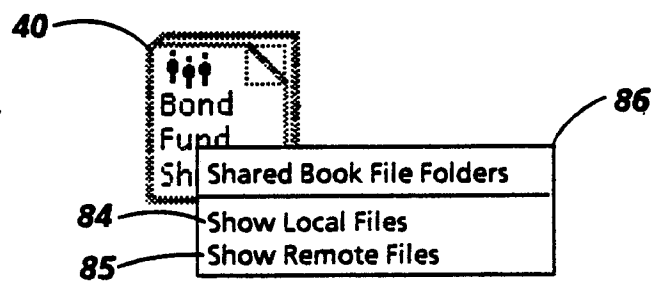 40
Bond
Fund
Sh
86
Shared Book File Folders
84
Show Local Files
85
Show Remote Files